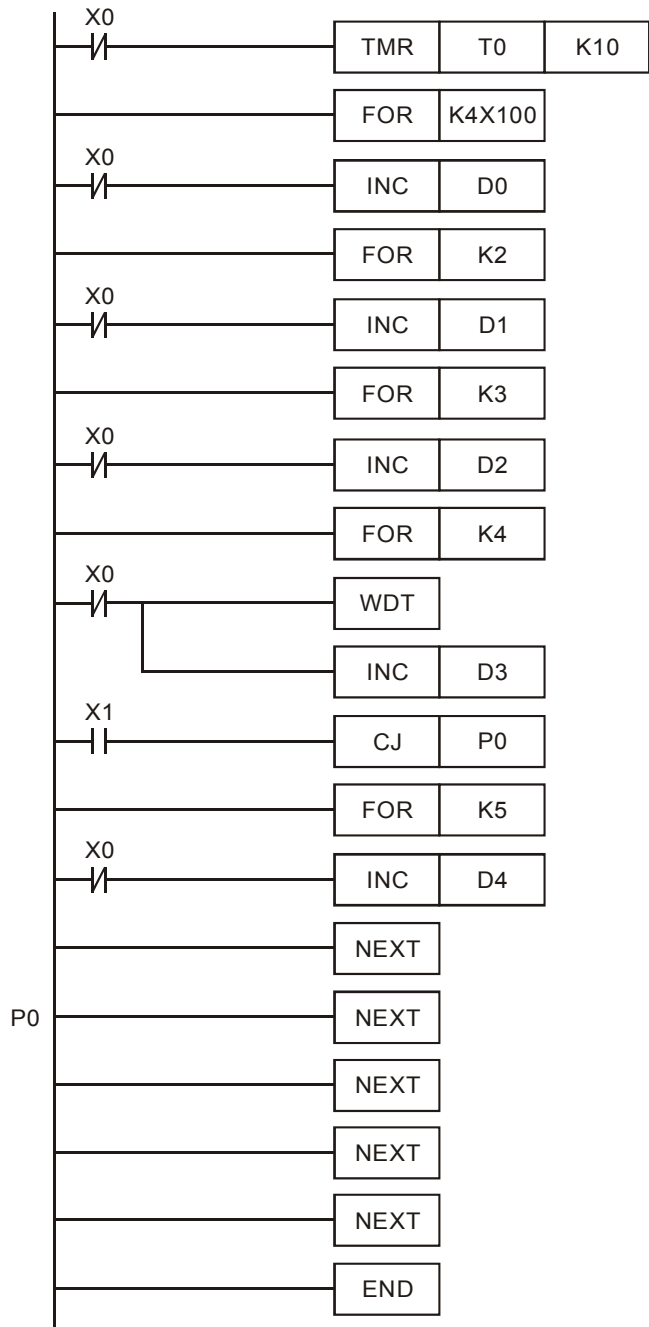 X0
TMR T0 K10
FOR K4X100
X0
INC D0
FOR K2
X0
INC D1
FOR K3
X0
INC D2
FOR K4
X0
WDT
INC D3
X1
CJ P0
FOR K5
X0
INC D4
NEXT
P0 NEXT
NEXT
NEXT
NEXT
END